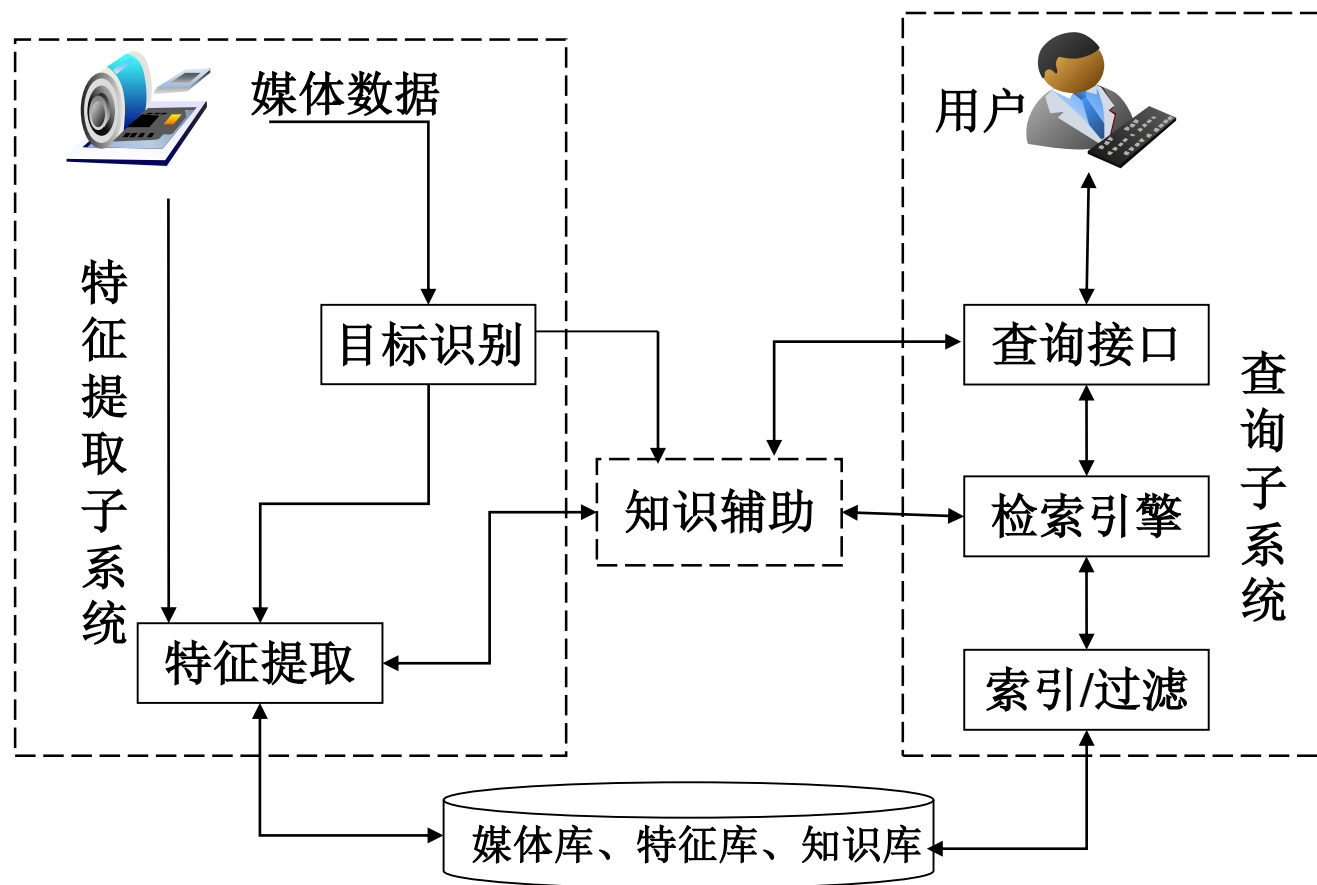 媒体数据
用户
特征提取子系统
目标识别
查询接口
查询子系统
知识辅助
检索引擎
特征提取
索引/过滤
媒体库、特征库、知识库